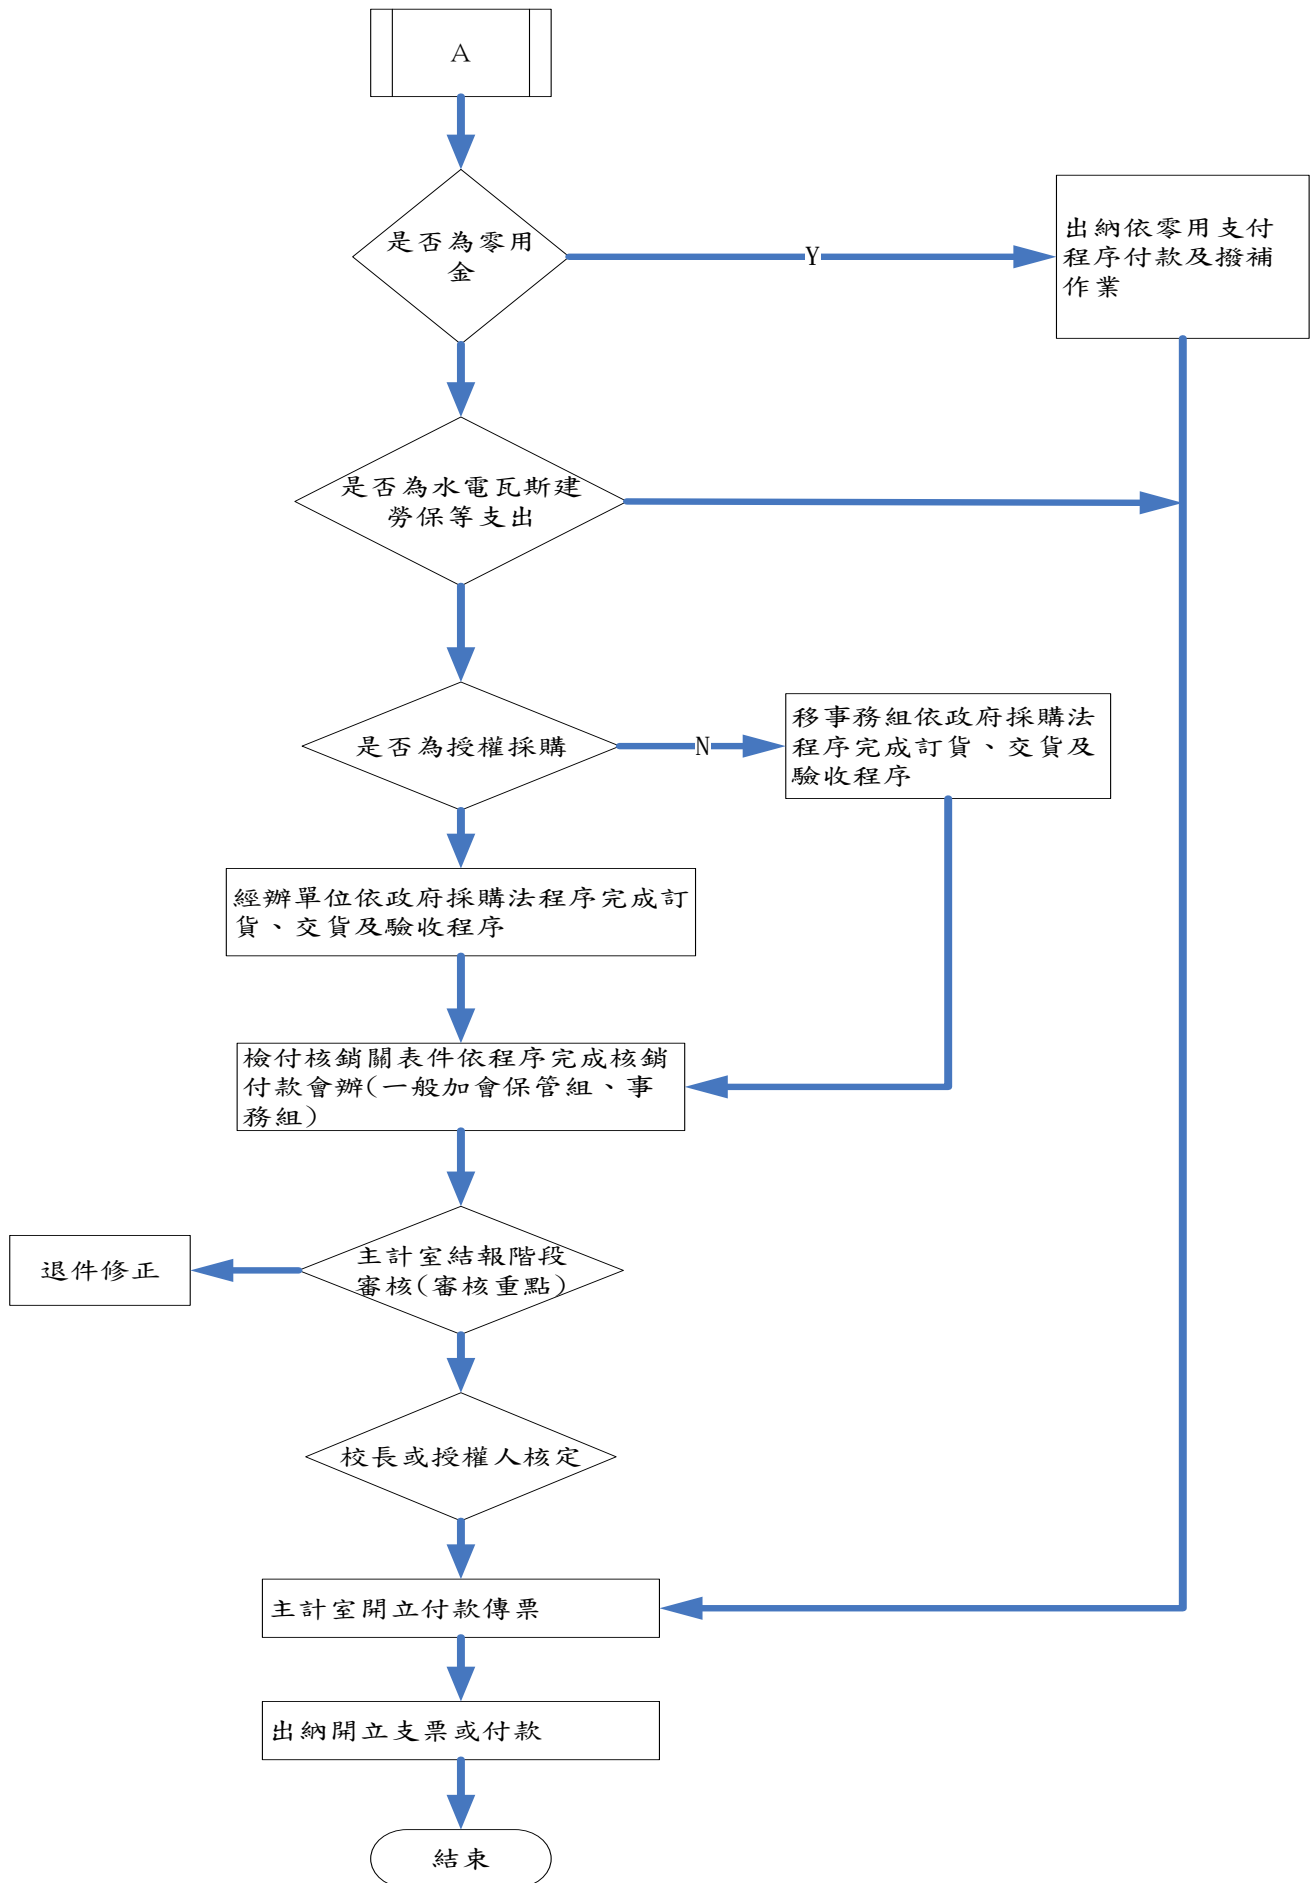 A
是否為零用
金
Y
出納依零用支付
程序付款及撥補
作業
是否為水電瓦斯建
勞保等支出
是否為授權採購
N
移事務組依政府採購法
程序完成訂貨、交貨及
驗收程序
經辦單位依政府採購法程序完成訂
貨、交貨及驗收程序
檢付核銷關表件依程序完成核銷
付款會辦(一般加會保管組、事
務組)
主計室結報階段
審核(審核重點)
退件修正
校長或授權人核定
主計室開立付款傳票
出納開立支票或付款
結束